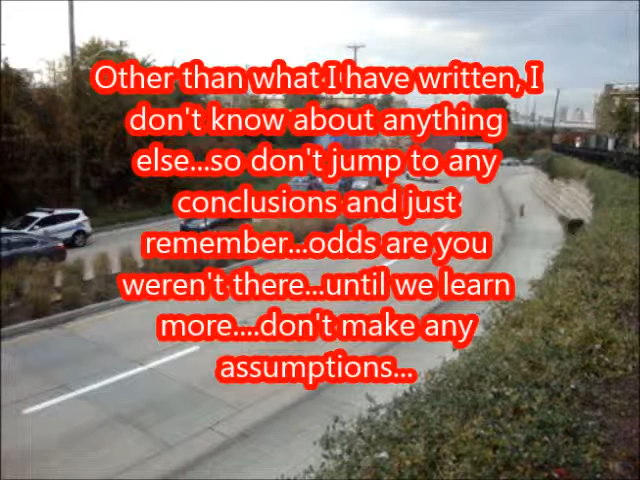 Other than what I have written, I
don't know about anything
else...so don't jump to any
conclusions and just
remember...odds are you
weren't there...until we learn
more....don't make any
assumptions...